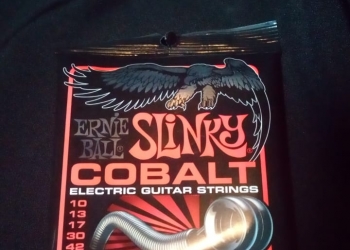 ERNIE BALL
SLINKY
COBALT
ELECTRIC GUITAR STRINGS
10
13
17
30
42